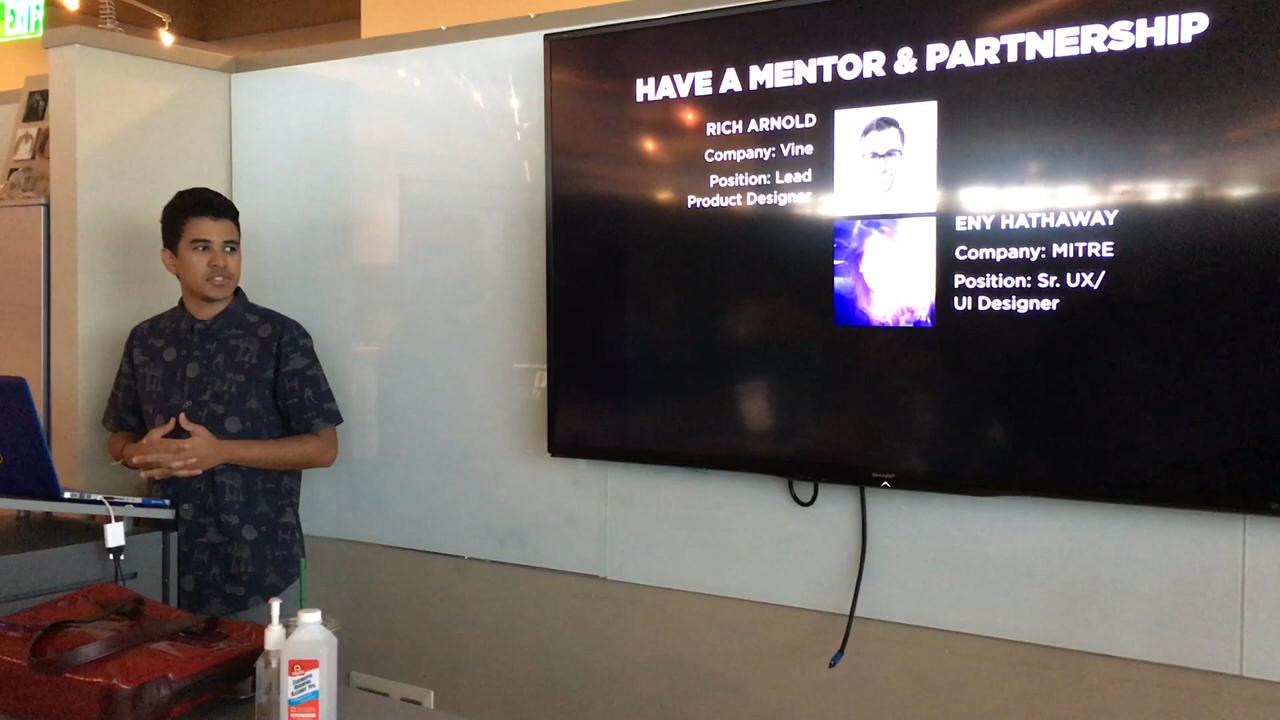 EXIT
HAVE A MENTOR & PARTNERSHIP
RICH ARNOLD
Company: Vine
Position: Lead
Product Designer
ENY HATHAWAY
Company: MITRE
Position: Sr. UX/
UI Designer
SHARP